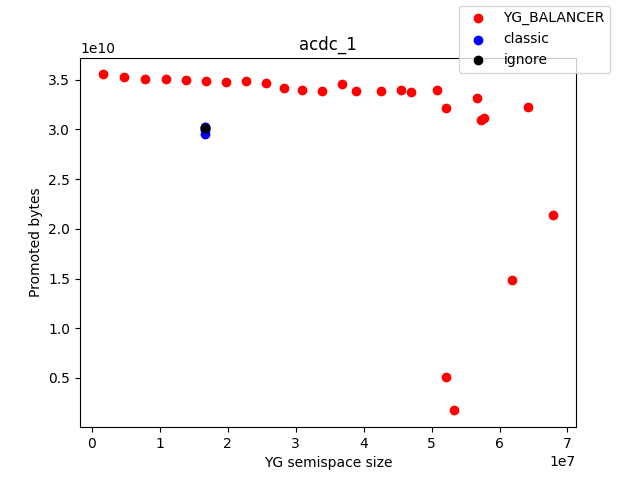 acdc_1
YG_BALANCER
classic
ignore
1e10
3.5
3.0
2.5
2.0
1.5
1.0
0.5
Promoted bytes
0
1
2
3
4
5
6
7
1e7
YG semispace size